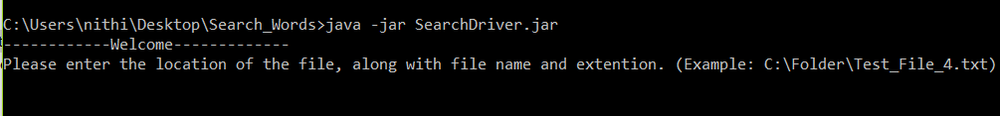 C:\Users\nithi\Desktop\Search_Words>java -jar SearchDriver.jar
------------Welcome-------------
Please enter the location of the file, along with file name and extention. (Example: C:\Folder\Test_File_4.txt)